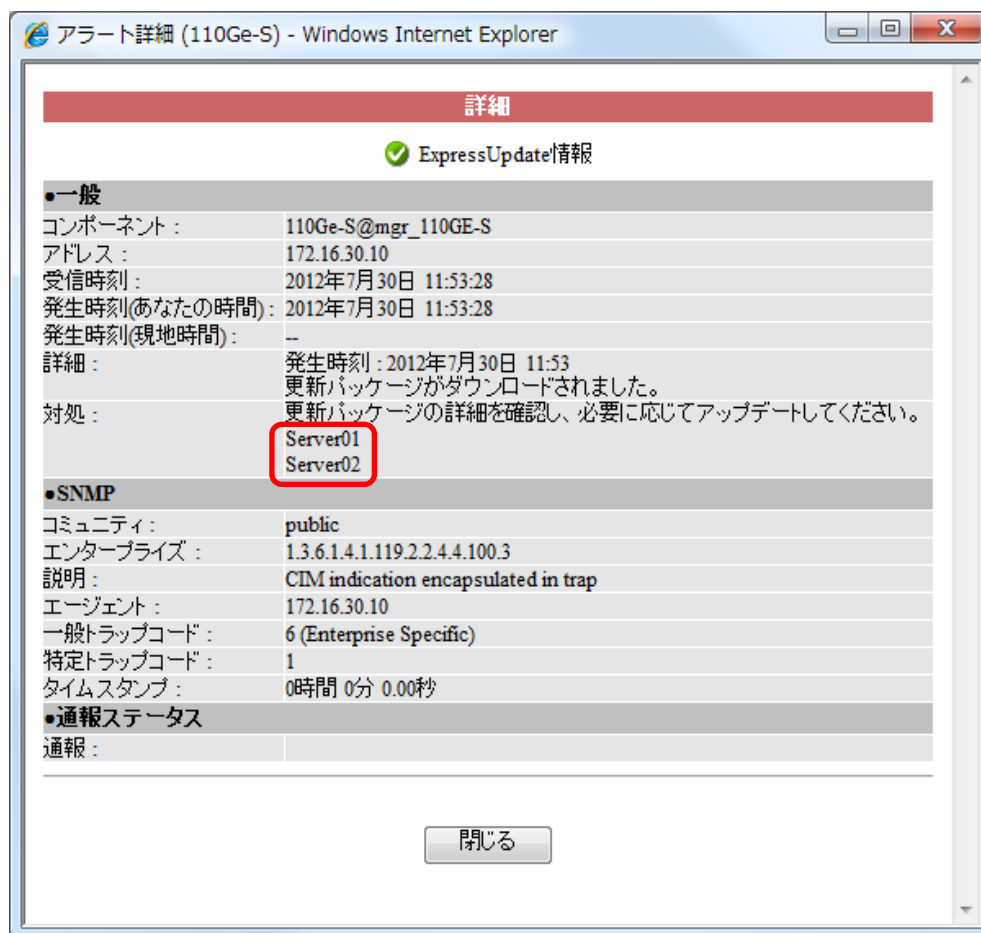 アラート詳細 (110Ge-S) - Windows Internet Explorer
詳細
ExpressUpdate情報
●一般
コンポーネント : 110Ge-S@mgr_110GE-S
アドレス : 172.16.30.10
受信時刻 : 2012年7月30日 11:53:28
発生時刻(あなたの時間) : 2012年7月30日 11:53:28
発生時刻(現地時間) : --
詳細 : 発生時刻 : 2012年7月30日 11:53
更新パッケージがダウンロードされました。
対処 : 更新パッケージの詳細を確認し、必要に応じてアップデートしてください。
Server01
Server02
●SNMP
コミュニティ : public
エンタープライズ : 1.3.6.1.4.1.119.2.2.4.4.100.3
説明 : CIM indication encapsulated in trap
エージェント : 172.16.30.10
一般トラップコード : 6 (Enterprise Specific)
特定トラップコード : 1
タイムスタンプ : 0時間 0分 0.00秒
●通報ステータス
通報 :
閉じる